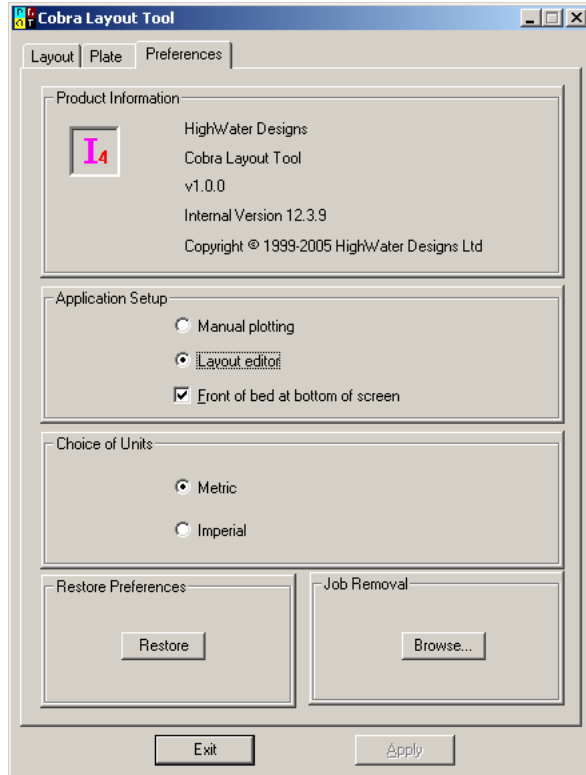 Cobra Layout Tool
Layout Plate Preferences
Product Information
I4
HighWater Designs
Cobra Layout Tool
v1.0.0
Internal Version 12.3.9
Copyright © 1999-2005 HighWater Designs Ltd
Application Setup
Manual plotting
Layout editor
Front of bed at bottom of screen
Choice of Units
Metric
Imperial
Restore Preferences
Restore
Job Removal
Browse...
Exit Apply